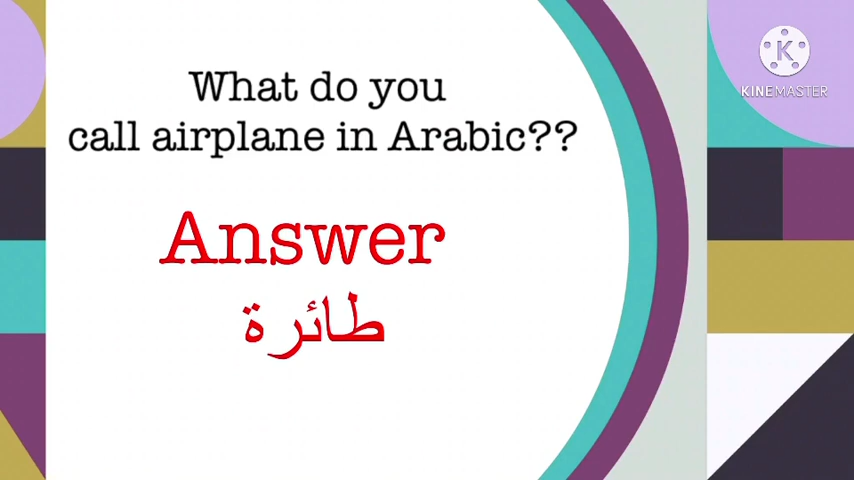 What do you
call airplane in Arabic??
Answer
طائرة
KINEMASTER